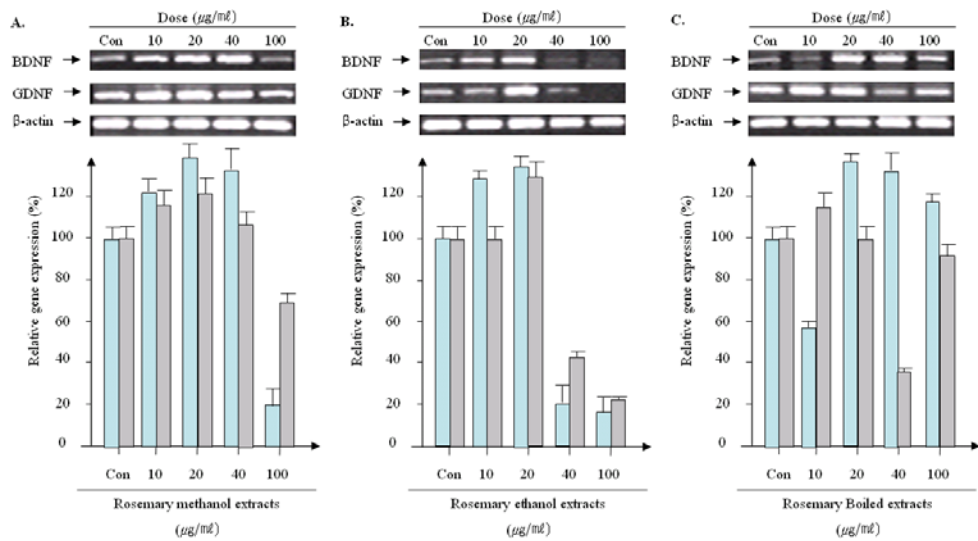 A.
Dose (μg/㎖)
Con 10 20 40 100
BDNF
GDNF
β-actin
Relative gene expression (%)
120
100
80
60
40
20
0
Con 10 20 40 100
Rosemary methanol extracts
(μg/㎖)
B.
Dose (μg/㎖)
Con 10 20 40 100
BDNF
GDNF
β-actin
Relative gene expression (%)
120
100
80
60
40
20
0
Con 10 20 40 100
Rosemary ethanol extracts
(μg/㎖)
C.
Dose (μg/㎖)
Con 10 20 40 100
BDNF
GDNF
β-actin
Relative gene expression (%)
120
100
80
60
40
20
0
Con 10 20 40 100
Rosemary Boiled extracts
(μg/㎖)